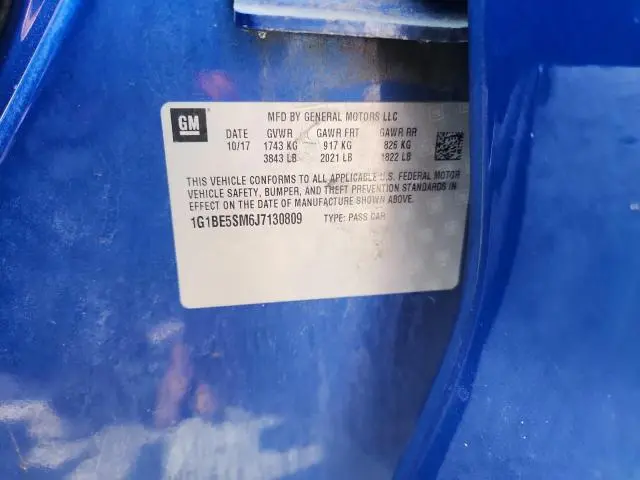 GM
MFD BY GENERAL MOTORS LLC
DATE GVWR GAWR FRT GAWR RR
10/17 1743 KG 917 KG 826 KG
3843 LB 2021 LB 1822 LB
THIS VEHICLE CONFORMS TO ALL APPLICABLE U.S. FEDERAL MOTOR
VEHICLE SAFETY, BUMPER, AND THEFT PREVENTION STANDARDS IN
EFFECT ON THE DATE OF MANUFACTURE SHOWN ABOVE.
1G1BE5SM6J7130809 TYPE: PASS CAR